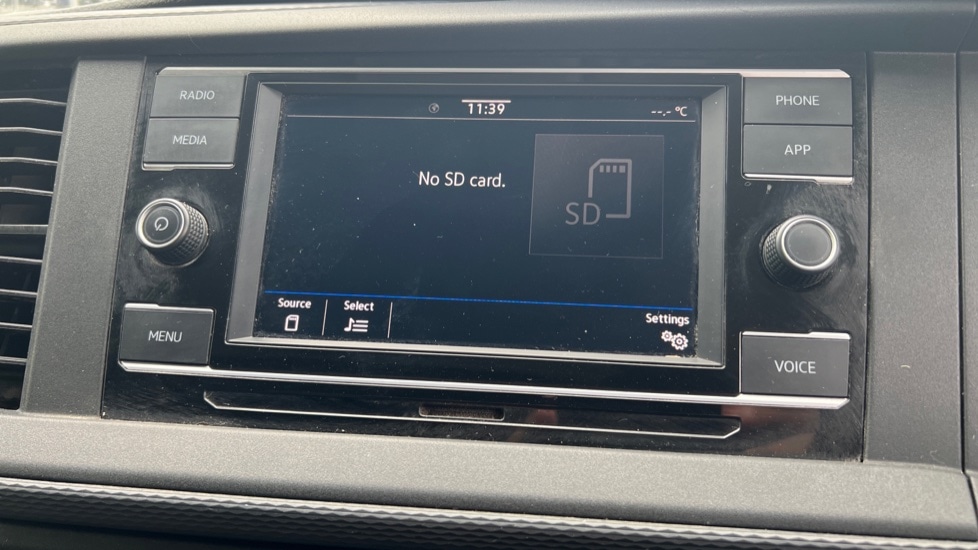 RADIO
MEDIA
MENU
11:39
--,- °C
No SD card.
SD
Source
Select
Settings
PHONE
APP
VOICE